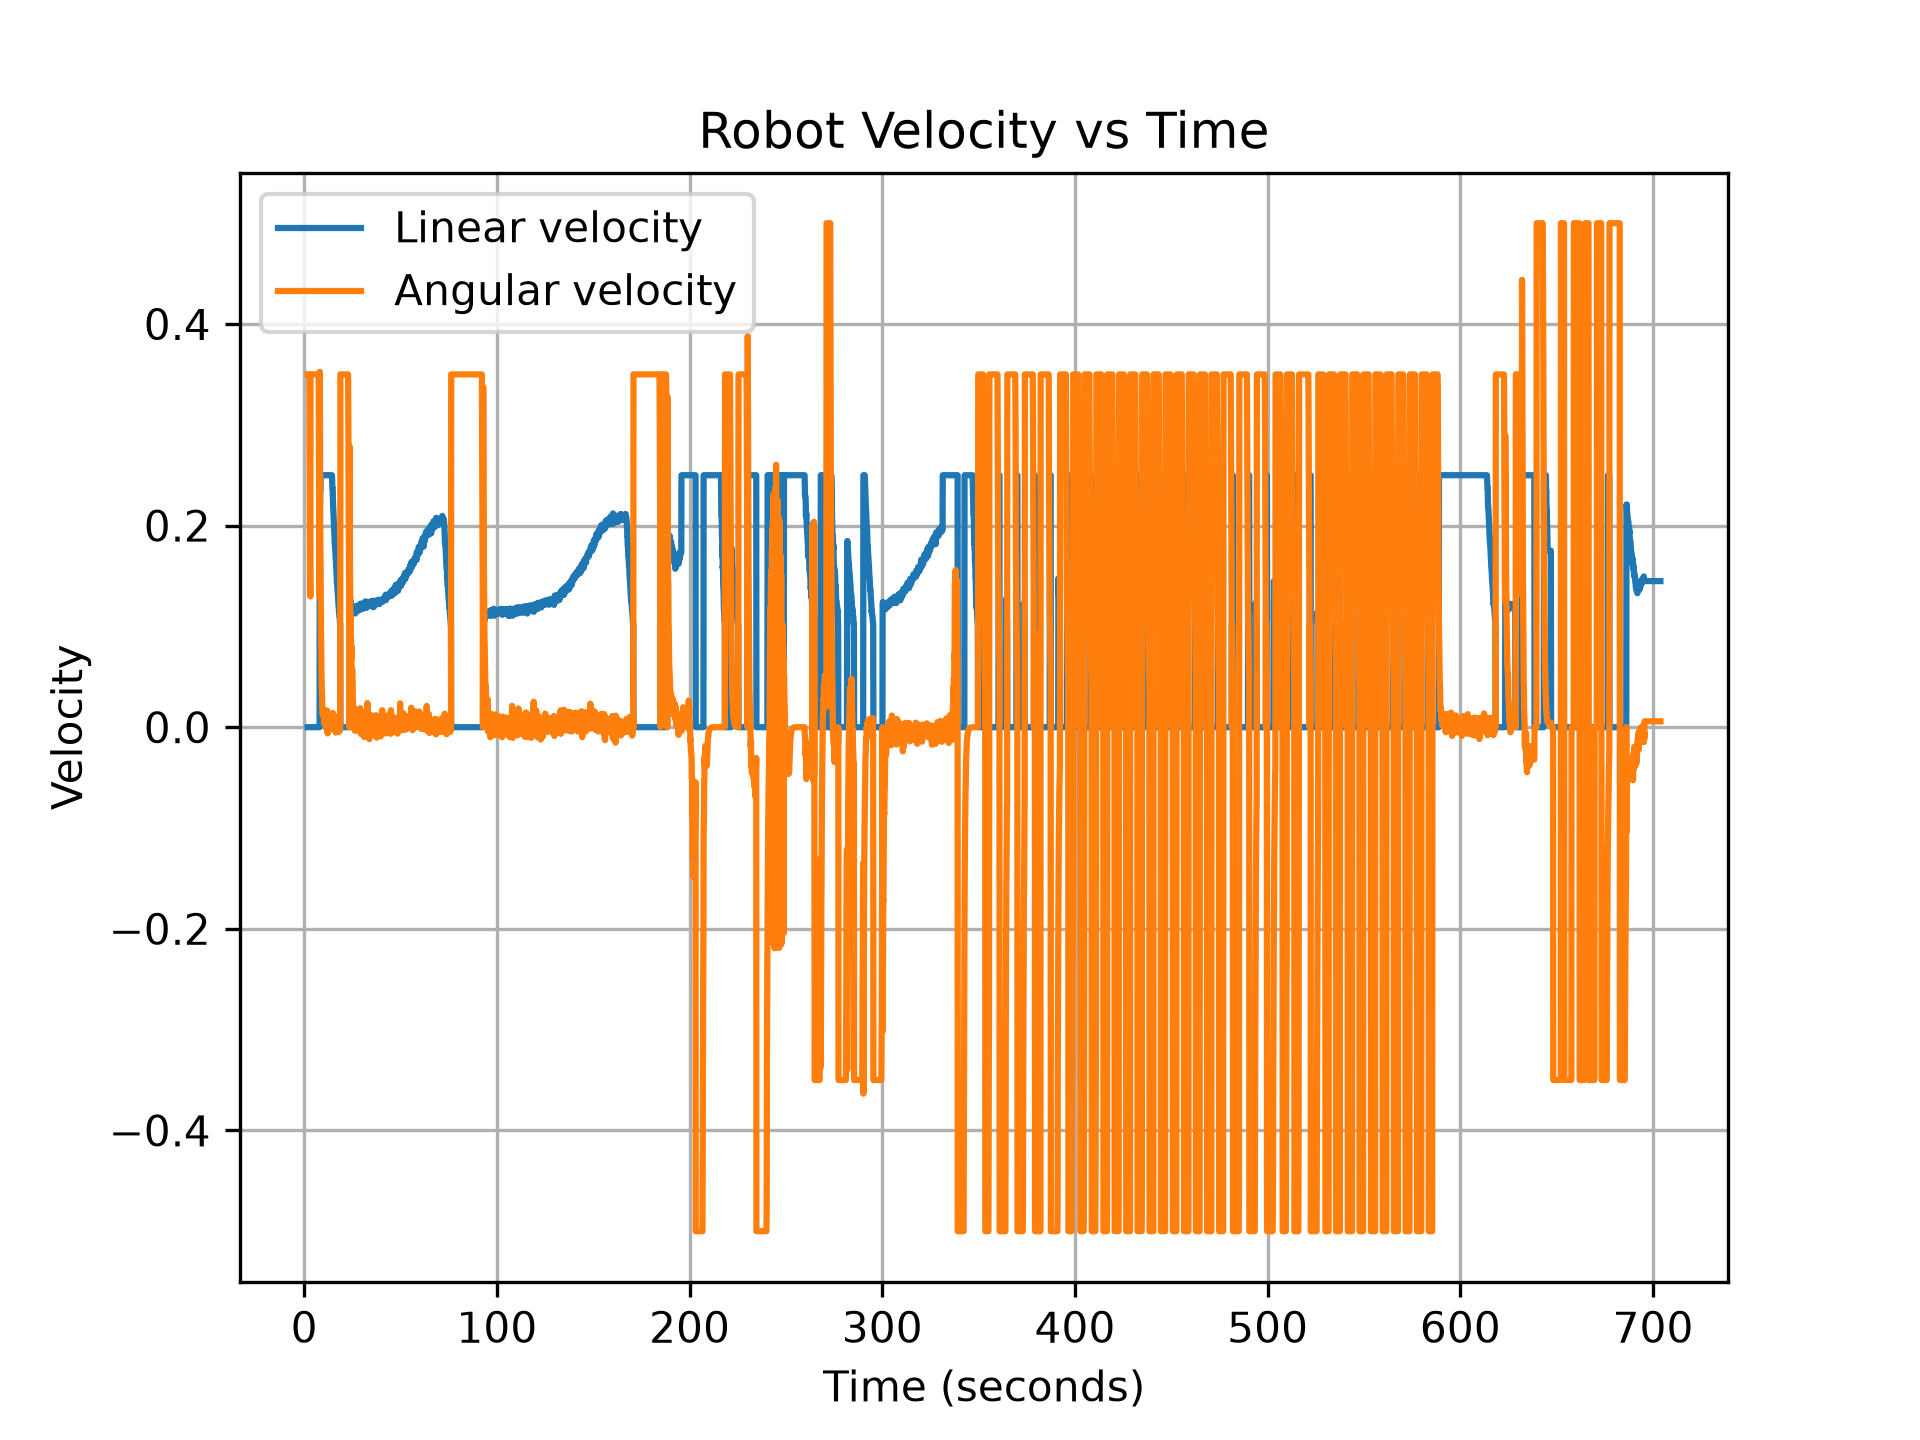 Robot Velocity vs Time
Linear velocity
Angular velocity
0.4
0.2
0.0
−0.2
−0.4
Velocity
0 100 200 300 400 500 600 700
Time (seconds)